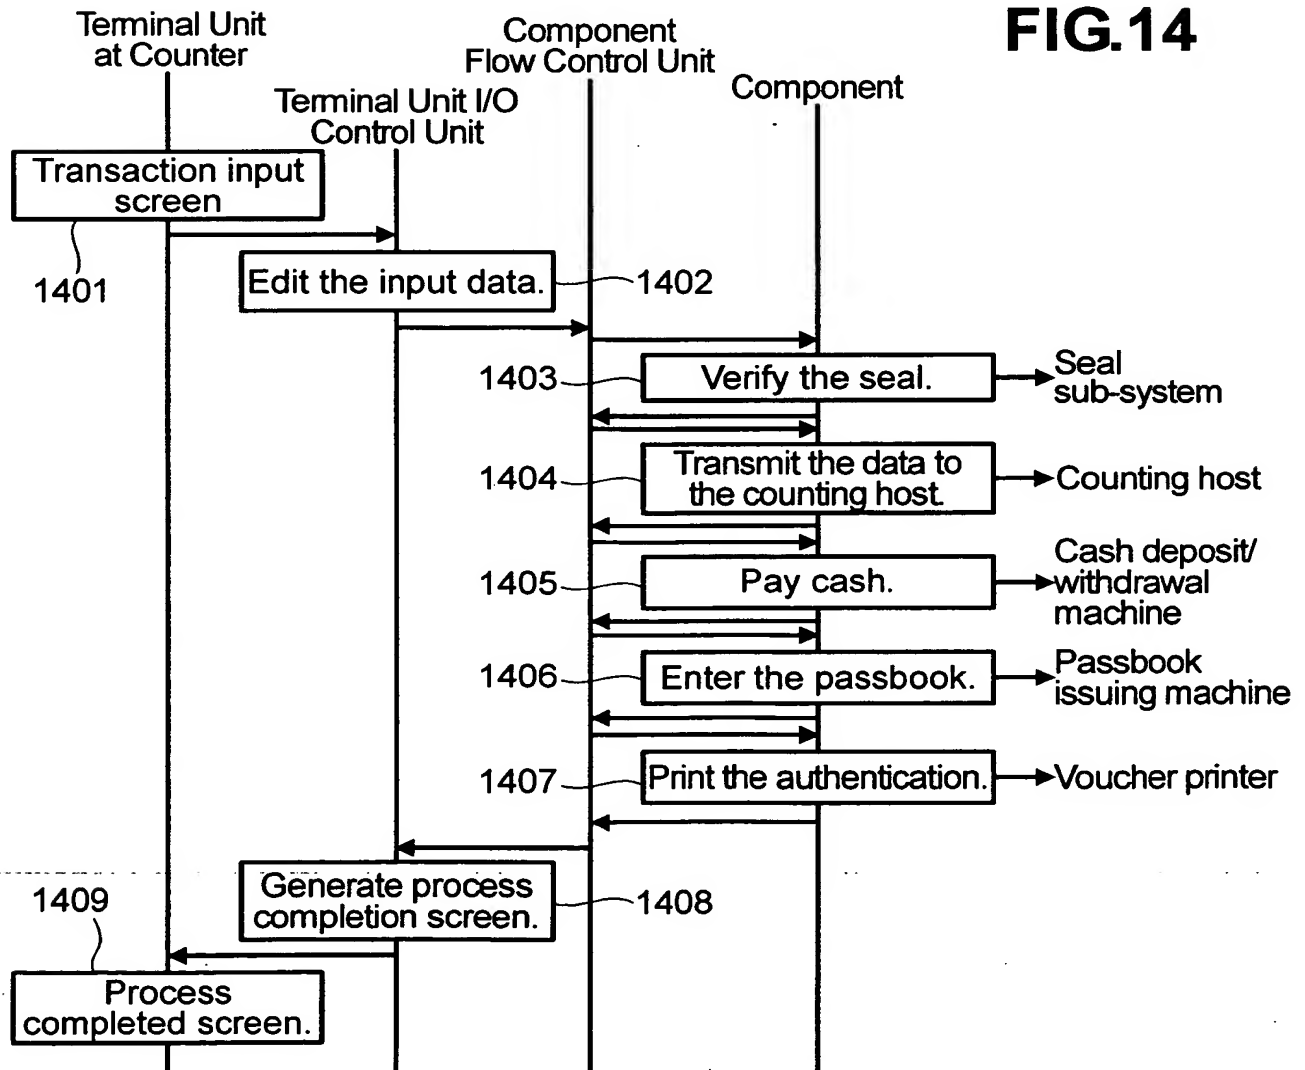 FIG.14
Terminal Unit
at Counter
Component
Flow Control Unit
Terminal Unit I/O
Control Unit
Component
Transaction input
screen
1401
Edit the input data.
1402
1403
Verify the seal.
Seal
sub-system
1404
Transmit the data to
the counting host.
Counting host
1405
Pay cash.
Cash deposit/
withdrawal
machine
1406
Enter the passbook.
Passbook
issuing machine
1407
Print the authentication.
Voucher printer
Generate process
completion screen.
1408
1409
Process
completed screen.